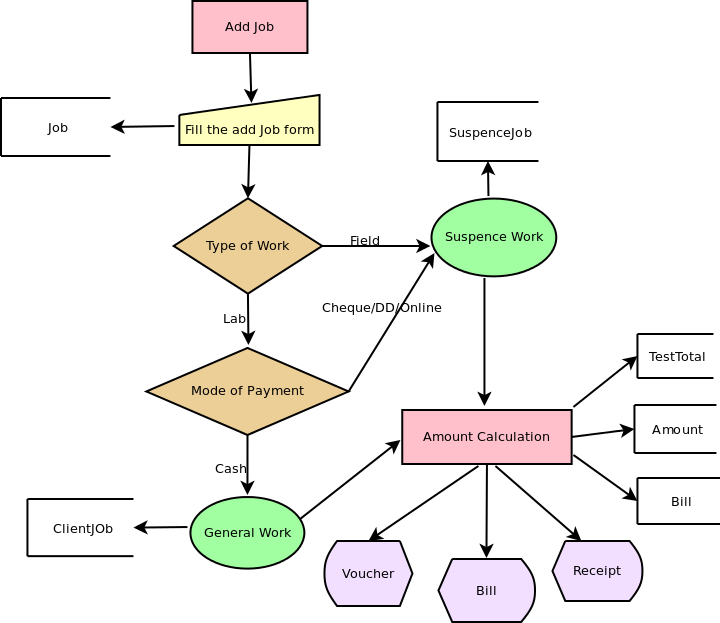 Add Job
Job
Fill the add Job form
SuspenceJob
Type of Work
Field
Suspence Work
Lab
Cheque/DD/Online
TestTotal
Mode of Payment
Amount Calculation
Amount
Cash
Bill
ClientJOb
General Work
Voucher
Bill
Receipt